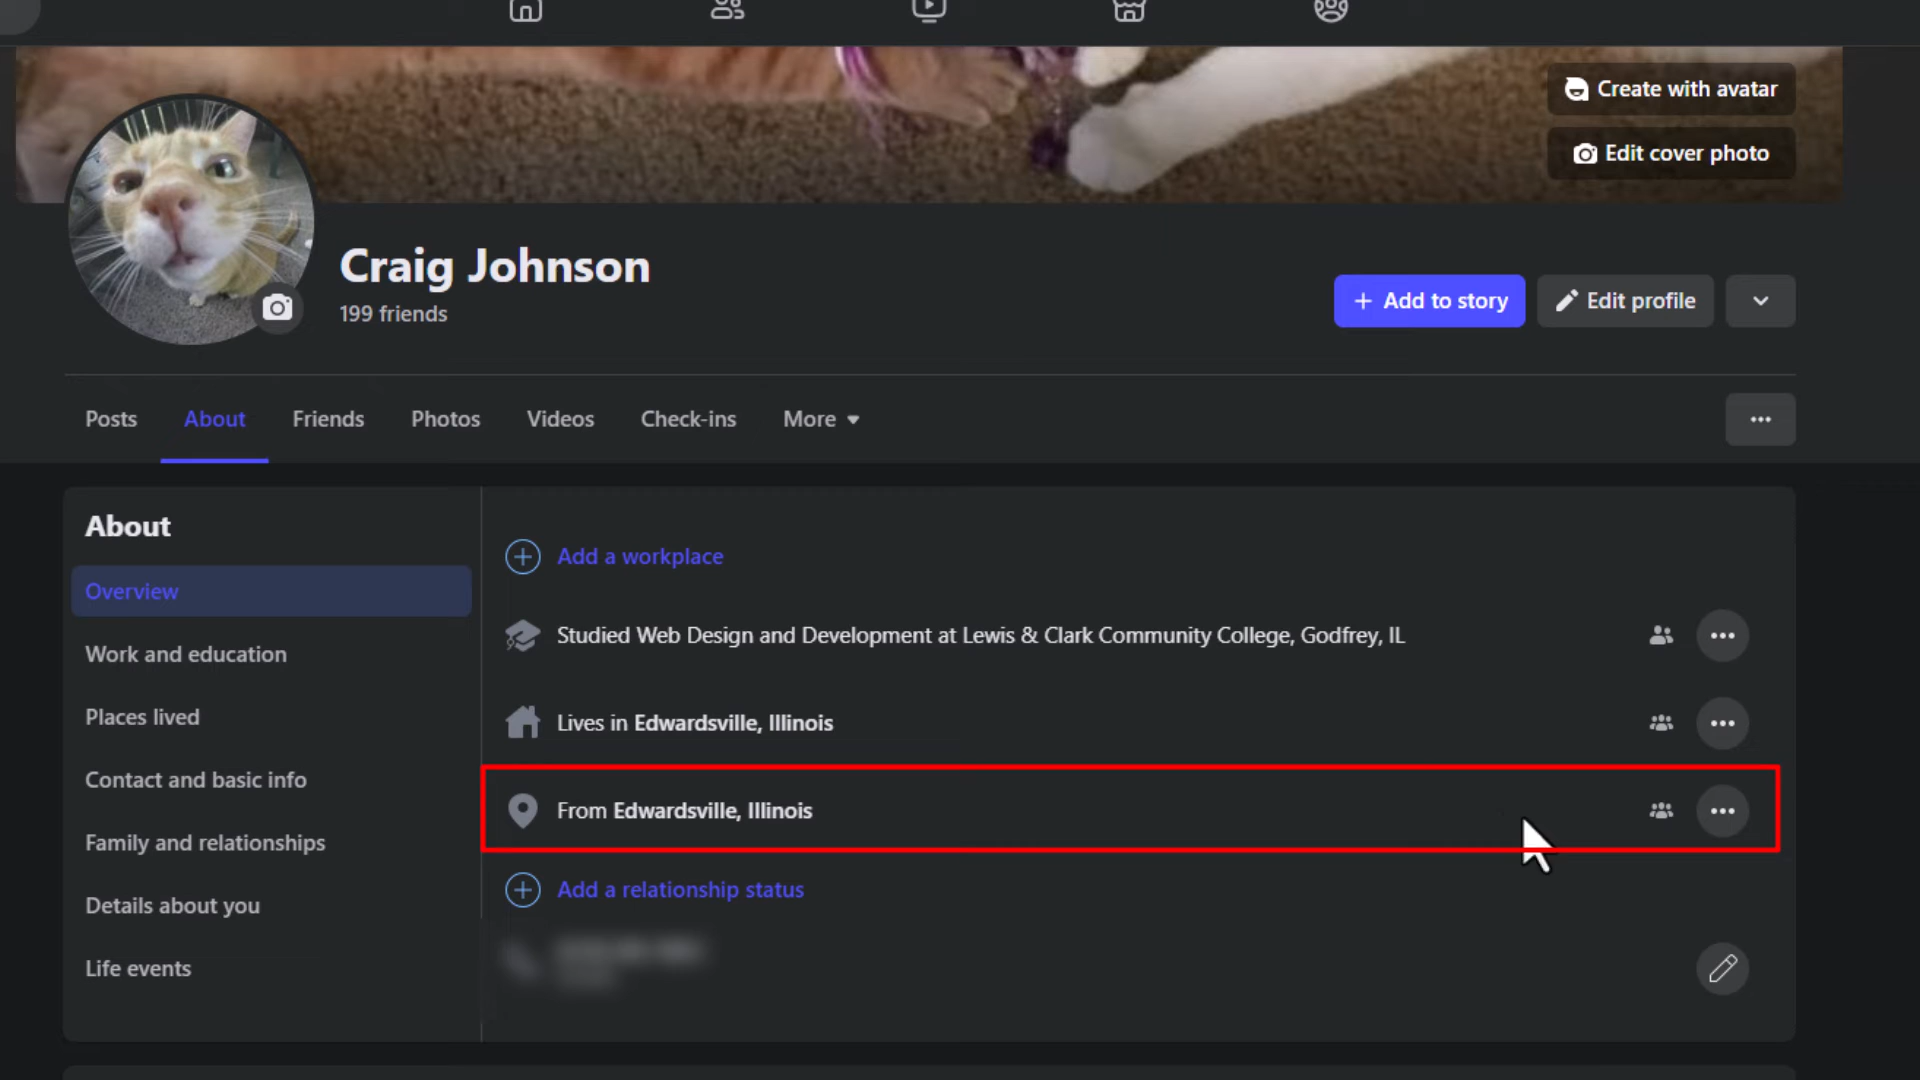 Create with avatar
Edit cover photo
Craig Johnson
199 friends
+ Add to story
Edit profile
Posts
About
Friends
Photos
Videos
Check-ins
More
About
Overview
Work and education
Places lived
Contact and basic info
Family and relationships
Details about you
Life events
Add a workplace
Studied Web Design and Development at Lewis & Clark Community College, Godfrey, IL
Lives in Edwardsville, Illinois
From Edwardsville, Illinois
Add a relationship status